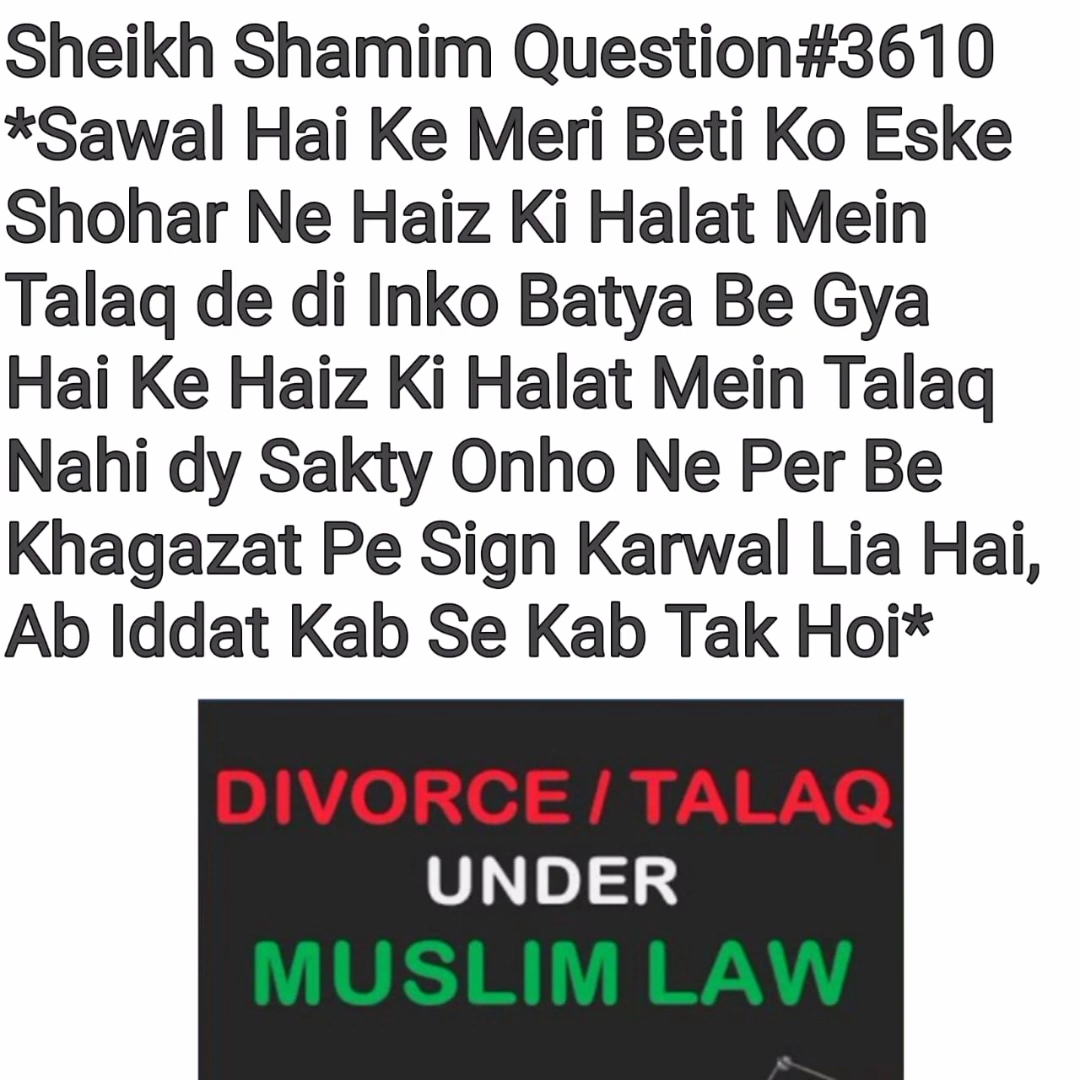 Sheikh Shamim Question#3610
*Sawal Hai Ke Meri Beti Ko Eske
Shohar Ne Haiz Ki Halat Mein
Talaq de di Inko Batya Be Gya
Hai Ke Haiz Ki Halat Mein Talaq
Nahi dy Sakty Onho Ne Per Be
Khagazat Pe Sign Karwal Lia Hai,
Ab Iddat Kab Se Kab Tak Hoi*
DIVORCE / TALAQ
UNDER
MUSLIM LAW